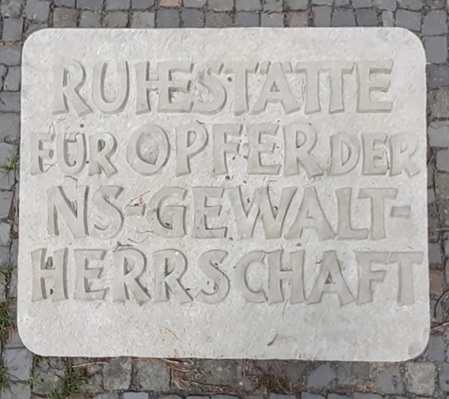 RUHESTÄTTE
FÜR OPFER DER
NS-GEWALT-
HERRSCHAFT